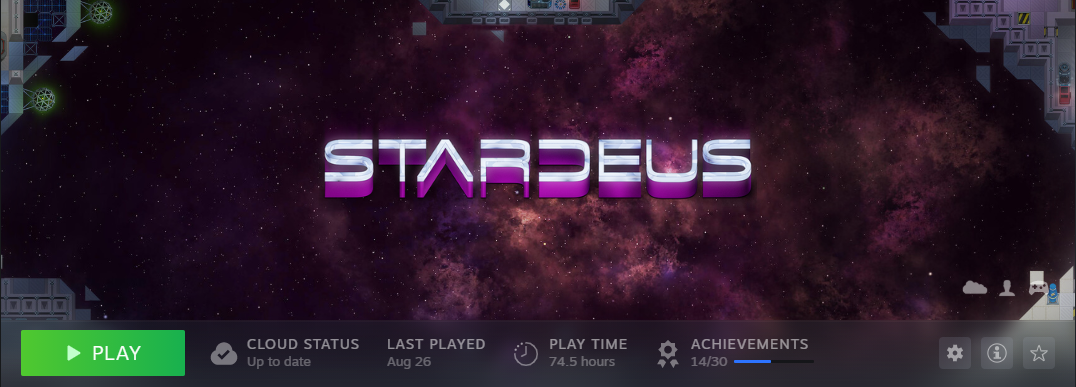 STARDEUS
PLAY
CLOUD STATUS
Up to date
LAST PLAYED
Aug 26
PLAY TIME
74.5 hours
ACHIEVEMENTS
14/30